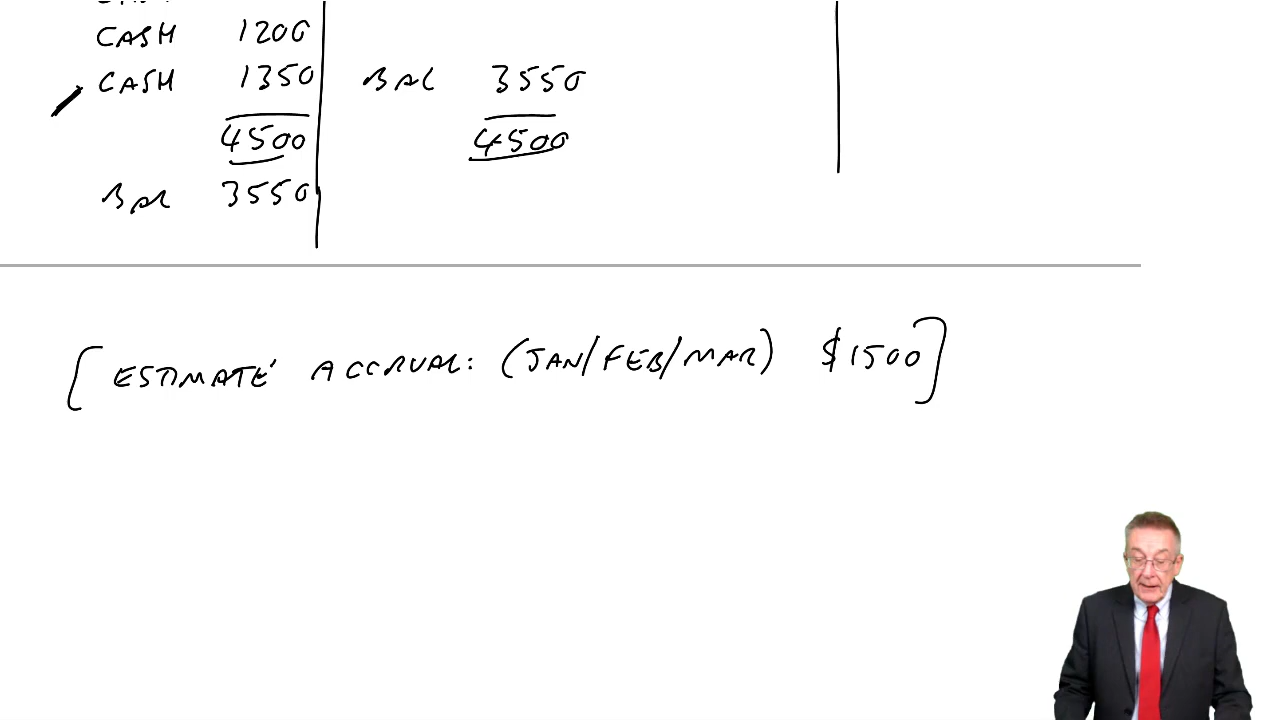 CASH 1200
CASH 1350 BAL 3550
4500 4500
BAL 3550
[ESTIMATE ACCRUAL: (JAN/FEB/MAR) $1500]